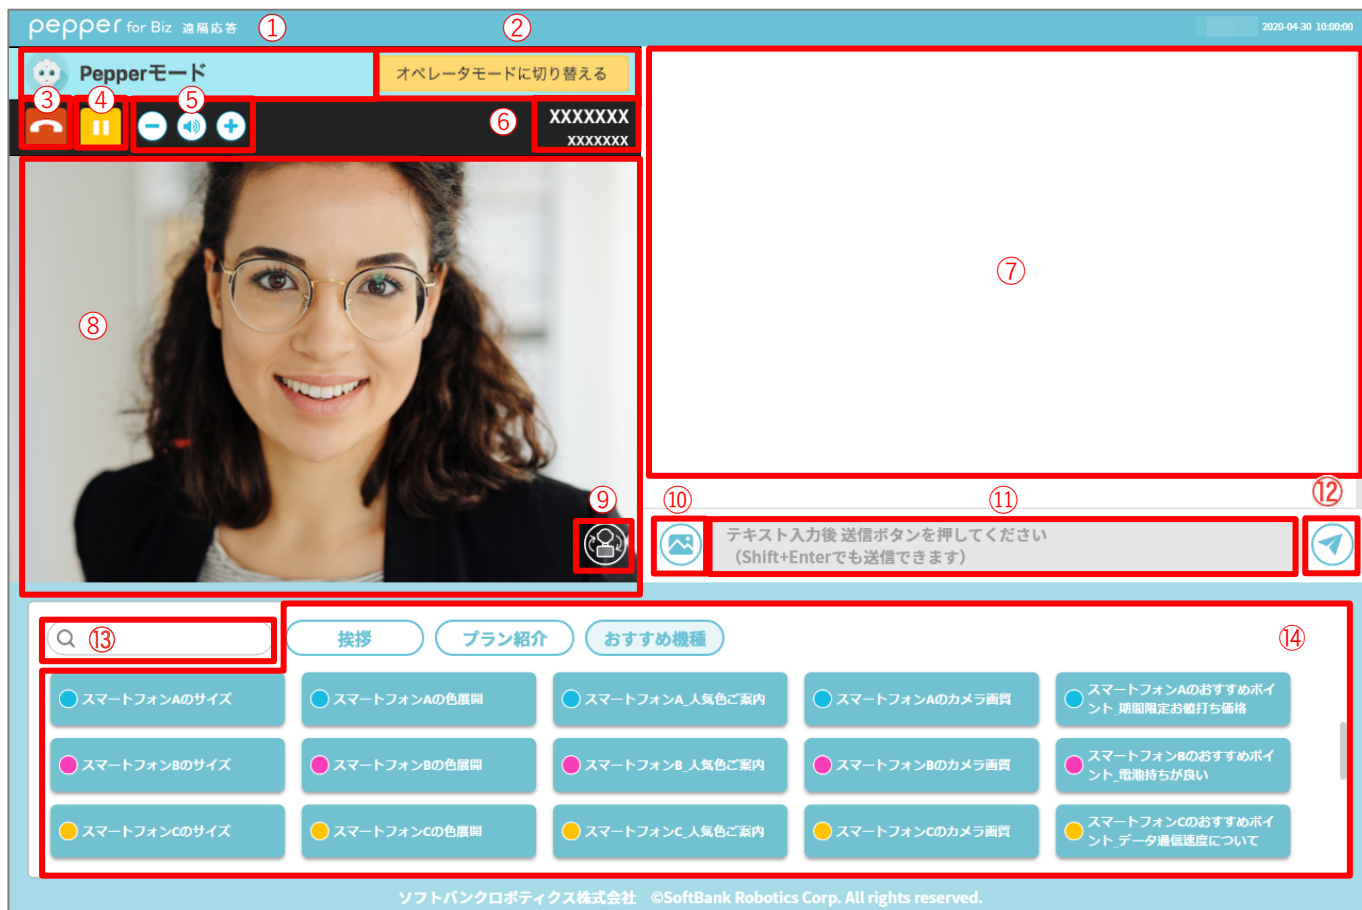 pepper for Biz 遠隔応答 ①
②
2020-04-30 10:00:00
Pepperモード
オペレータモードに切り替える
③
④
⑤
⑥
XXXXXXX
XXXXXXX
⑦
⑧
⑨
⑩
⑪
⑫
テキスト入力後 送信ボタンを押してください
（Shift+Enterでも送信できます）
⑬
挨拶
プラン紹介
おすすめ機種
⑭
スマートフォンAのサイズ
スマートフォンAの色展開
スマートフォンA_人気色ご案内
スマートフォンAのカメラ画質
スマートフォンAのおすすめポイ
ント_期間限定お値打ち価格
スマートフォンBのサイズ
スマートフォンBの色展開
スマートフォンB_人気色ご案内
スマートフォンBのカメラ画質
スマートフォンBのおすすめポイ
ント_電池持ちが良い
スマートフォンCのサイズ
スマートフォンCの色展開
スマートフォンC_人気色ご案内
スマートフォンCのカメラ画質
スマートフォンCのおすすめポイ
ント_データ通信速度について
ソフトバンクロボティクス株式会社 ©SoftBank Robotics Corp. All rights reserved.